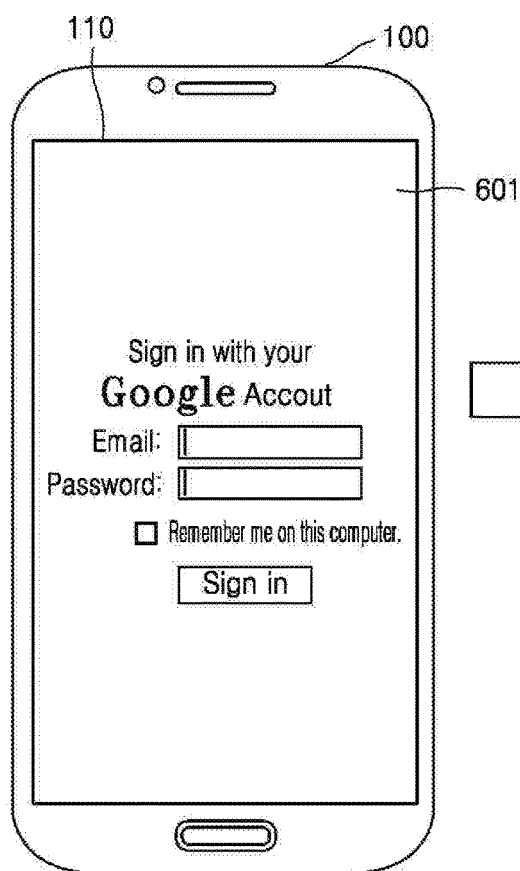 110
100
601
Sign in with your
Google Accout
Email:
Password:
Remember me on this computer.
Sign in